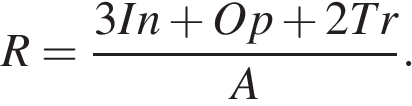 R = \frac{3In + Op + 2Tr}{A}.